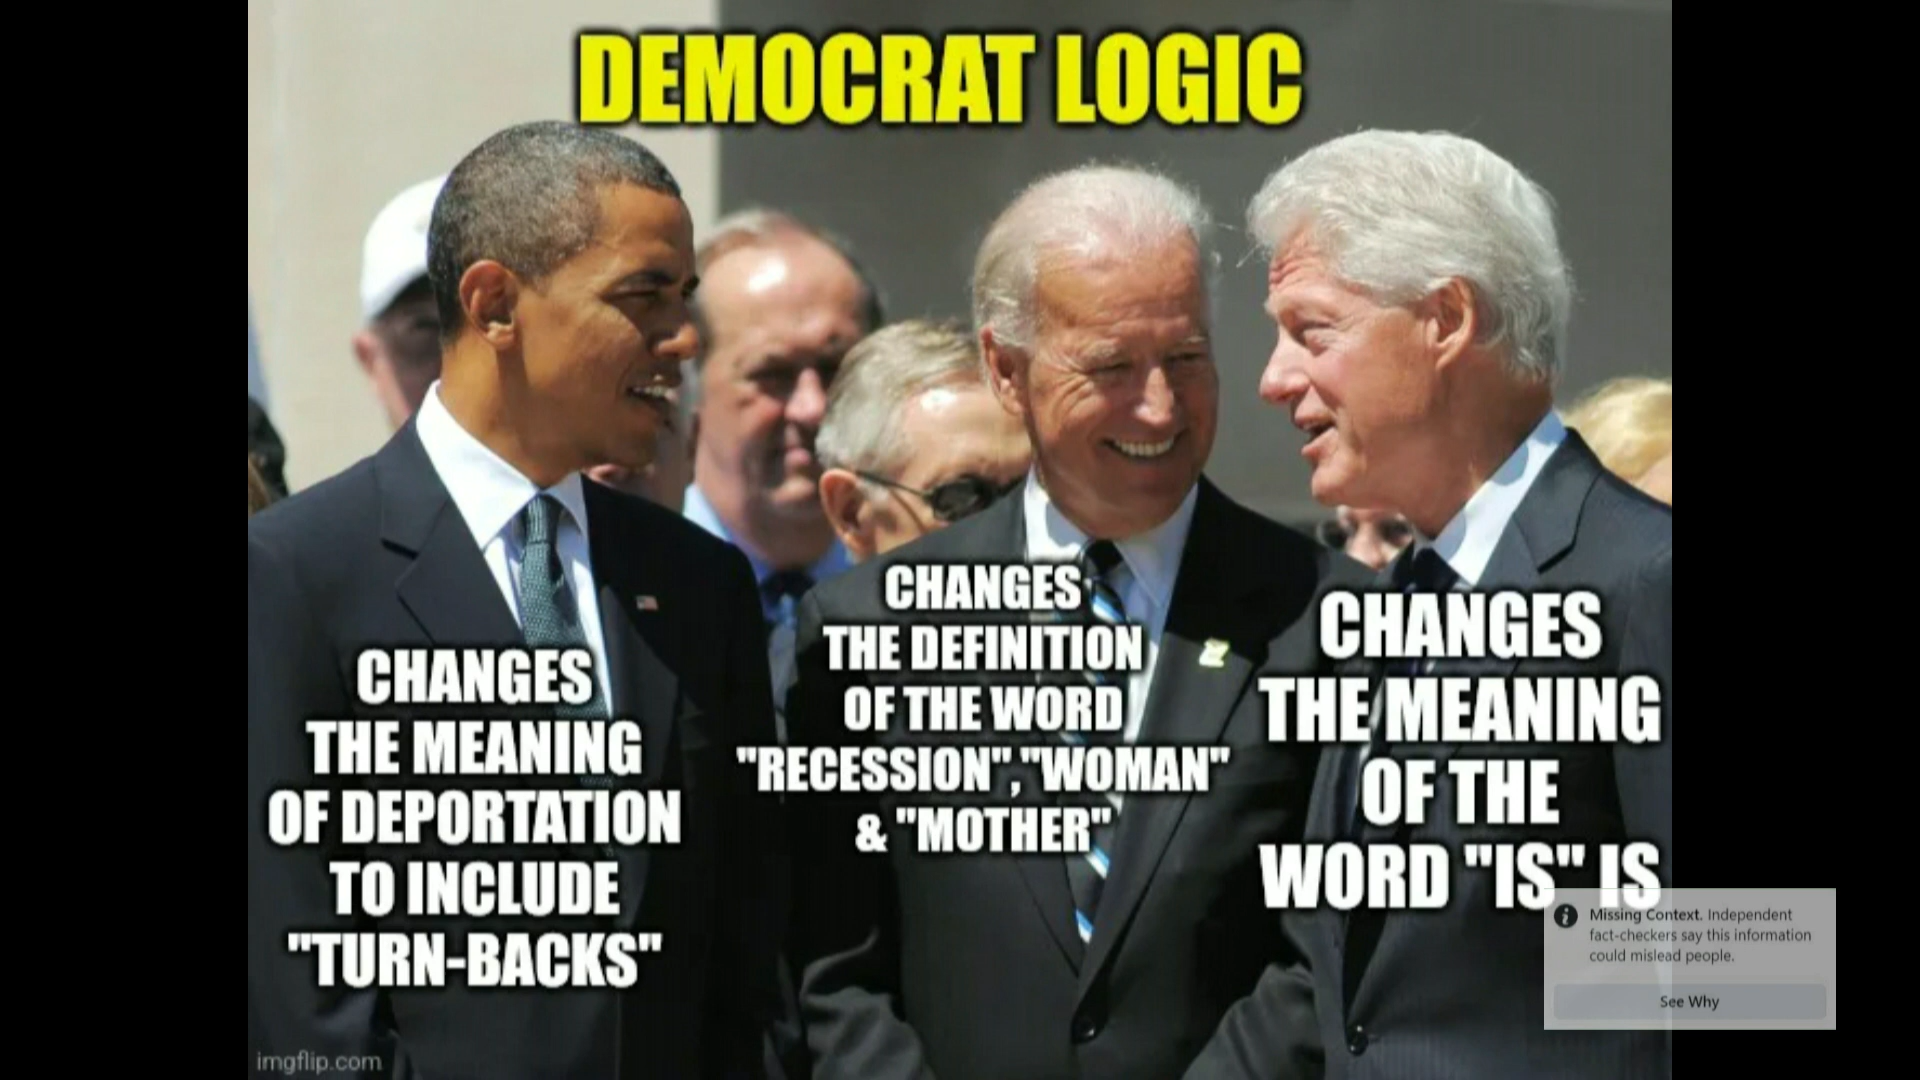 DEMOCRAT LOGIC
CHANGES
THE MEANING
OF DEPORTATION
TO INCLUDE
"TURN-BACKS"
CHANGES
THE DEFINITION
OF THE WORD
"RECESSION","WOMAN"
& "MOTHER"
CHANGES
THE MEANING
OF THE
WORD "IS" IS
Missing Context. Independent
fact-checkers say this information
could mislead people.
See Why
imgflip.com